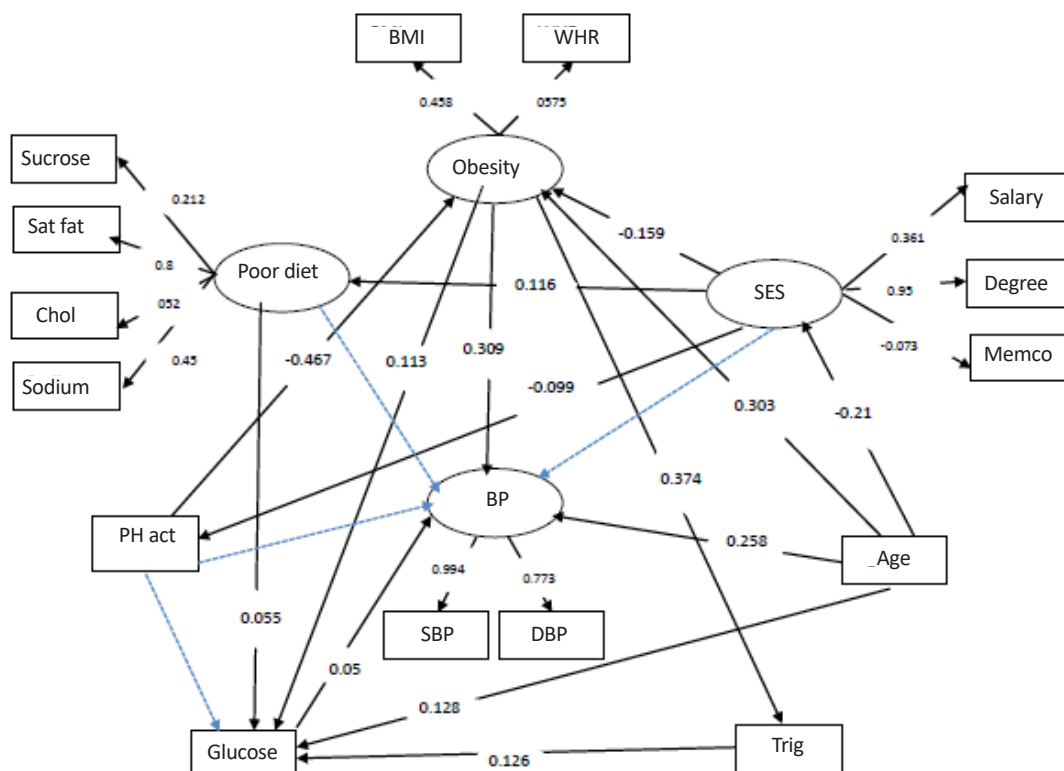 BMI
WHR
0.458
0575
Sucrose
Obesity
Salary
0.212
Sat fat
-0.159
0.361
0.8
Poor diet
0.116
SES
0.95
Degree
Chol
052
-0.073
Memco
0.45
Sodium
-0.467
0.113
0.309
-0.099
0.303
-0.21
0.374
BP
PH act
0.258
Age
0.994
0.773
0.055
SBP
DBP
0.05
0.128
Glucose
0.126
Trig